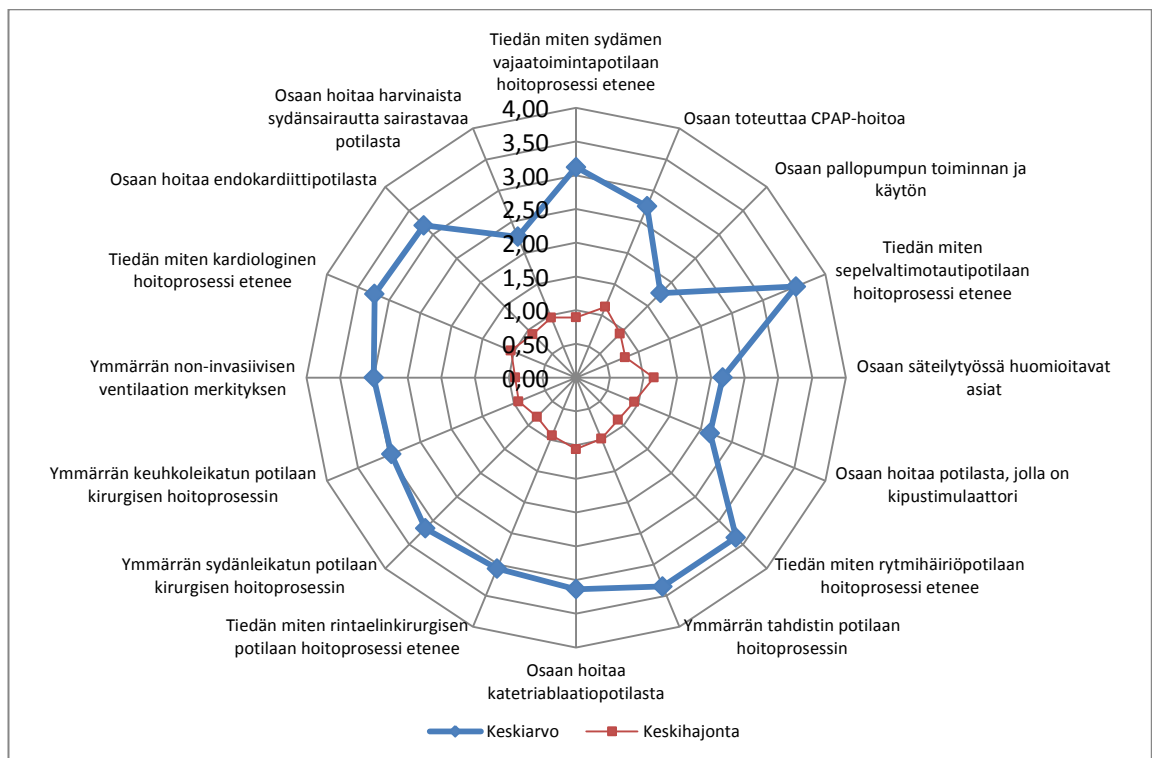 Tiedän miten sydämen
vajaatoimintapotilaan
hoitoprosessi etenee
Osaan toteuttaa CPAP-hoitoa
Osaan pallopumpun toiminnan ja
käytön
Tiedän miten
sepelvaltimotautipotilaan
hoitoprosessi etenee
Osaan säteilytyössä huomioitavat
asiat
Osaan hoitaa potilasta, jolla on
kipustimulaattori
Tiedän miten rytmihäiriöpotilaan
hoitoprosessi etenee
Ymmärrän tahdistin potilaan
hoitoprosessin
Osaan hoitaa
katetriablaatiopotilasta
Tiedän miten rintaelinkirurgisen
potilaan hoitoprosessi etenee
Ymmärrän sydänleikatun potilaan
kirurgisen hoitoprosessin
Ymmärrän keuhkoleikatun potilaan
kirurgisen hoitoprosessin
Ymmärrän non-invasiivisen
ventilaation merkityksen
Tiedän miten kardiologinen
hoitoprosessi etenee
Osaan hoitaa endokardiittipotilasta
Osaan hoitaa harvinaista
sydänsairautta sairastavaa
potilasta
4,00
3,50
3,00
2,50
2,00
1,50
1,00
0,50
0,00
Keskiarvo
Keskihajonta